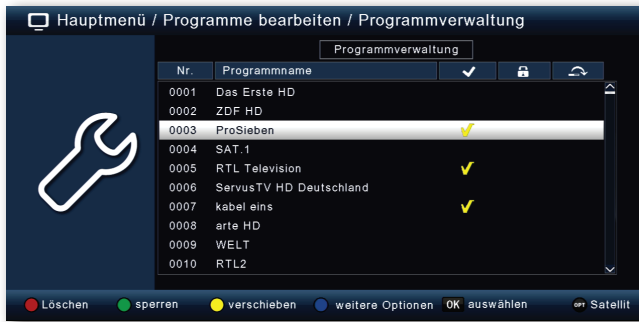 Hauptmenü / Programme bearbeiten / Programmverwaltung
Programmverwaltung
Nr. Programmname
0001 Das Erste HD
0002 ZDF HD
0003 ProSieben
0004 SAT.1
0005 RTL Television
0006 ServusTV HD Deutschland
0007 kabel eins
0008 arte HD
0009 WELT
0010 RTL2
Löschen sperren verschieben weitere Optionen OK auswählen OPT Satellit